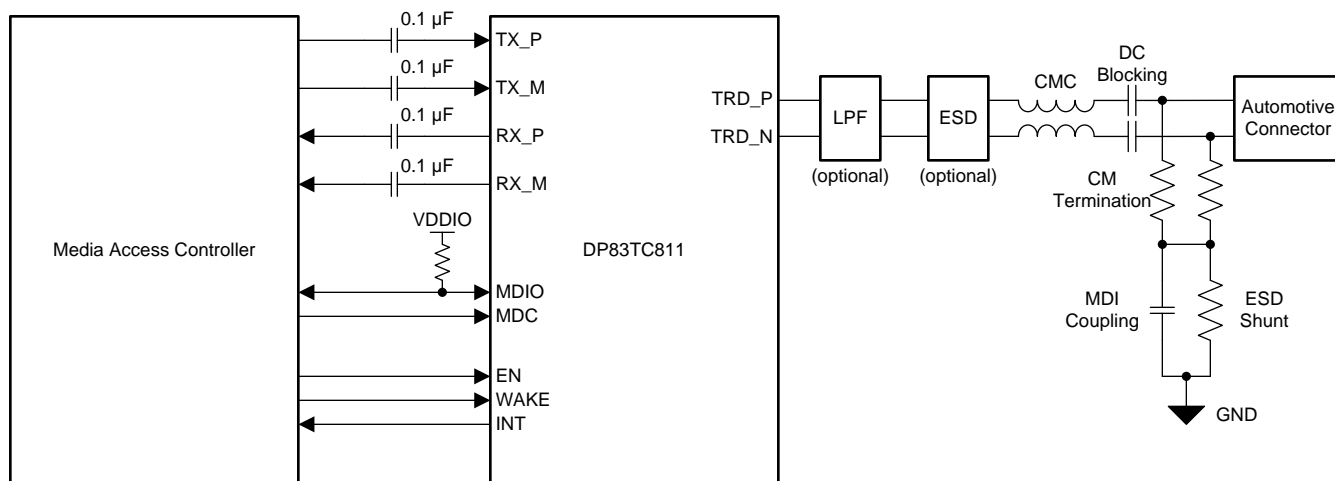 0.1 µF
TX_P
0.1 µF
TX_M
0.1 µF
RX_P
0.1 µF
RX_M
VDDIO
Media Access Controller
DP83TC811
MDIO
MDC
EN
WAKE
INT
TRD_P
TRD_N
LPF
(optional)
ESD
(optional)
CMC
DC
Blocking
Automotive
Connector
CM
Termination
MDI
Coupling
ESD
Shunt
GND